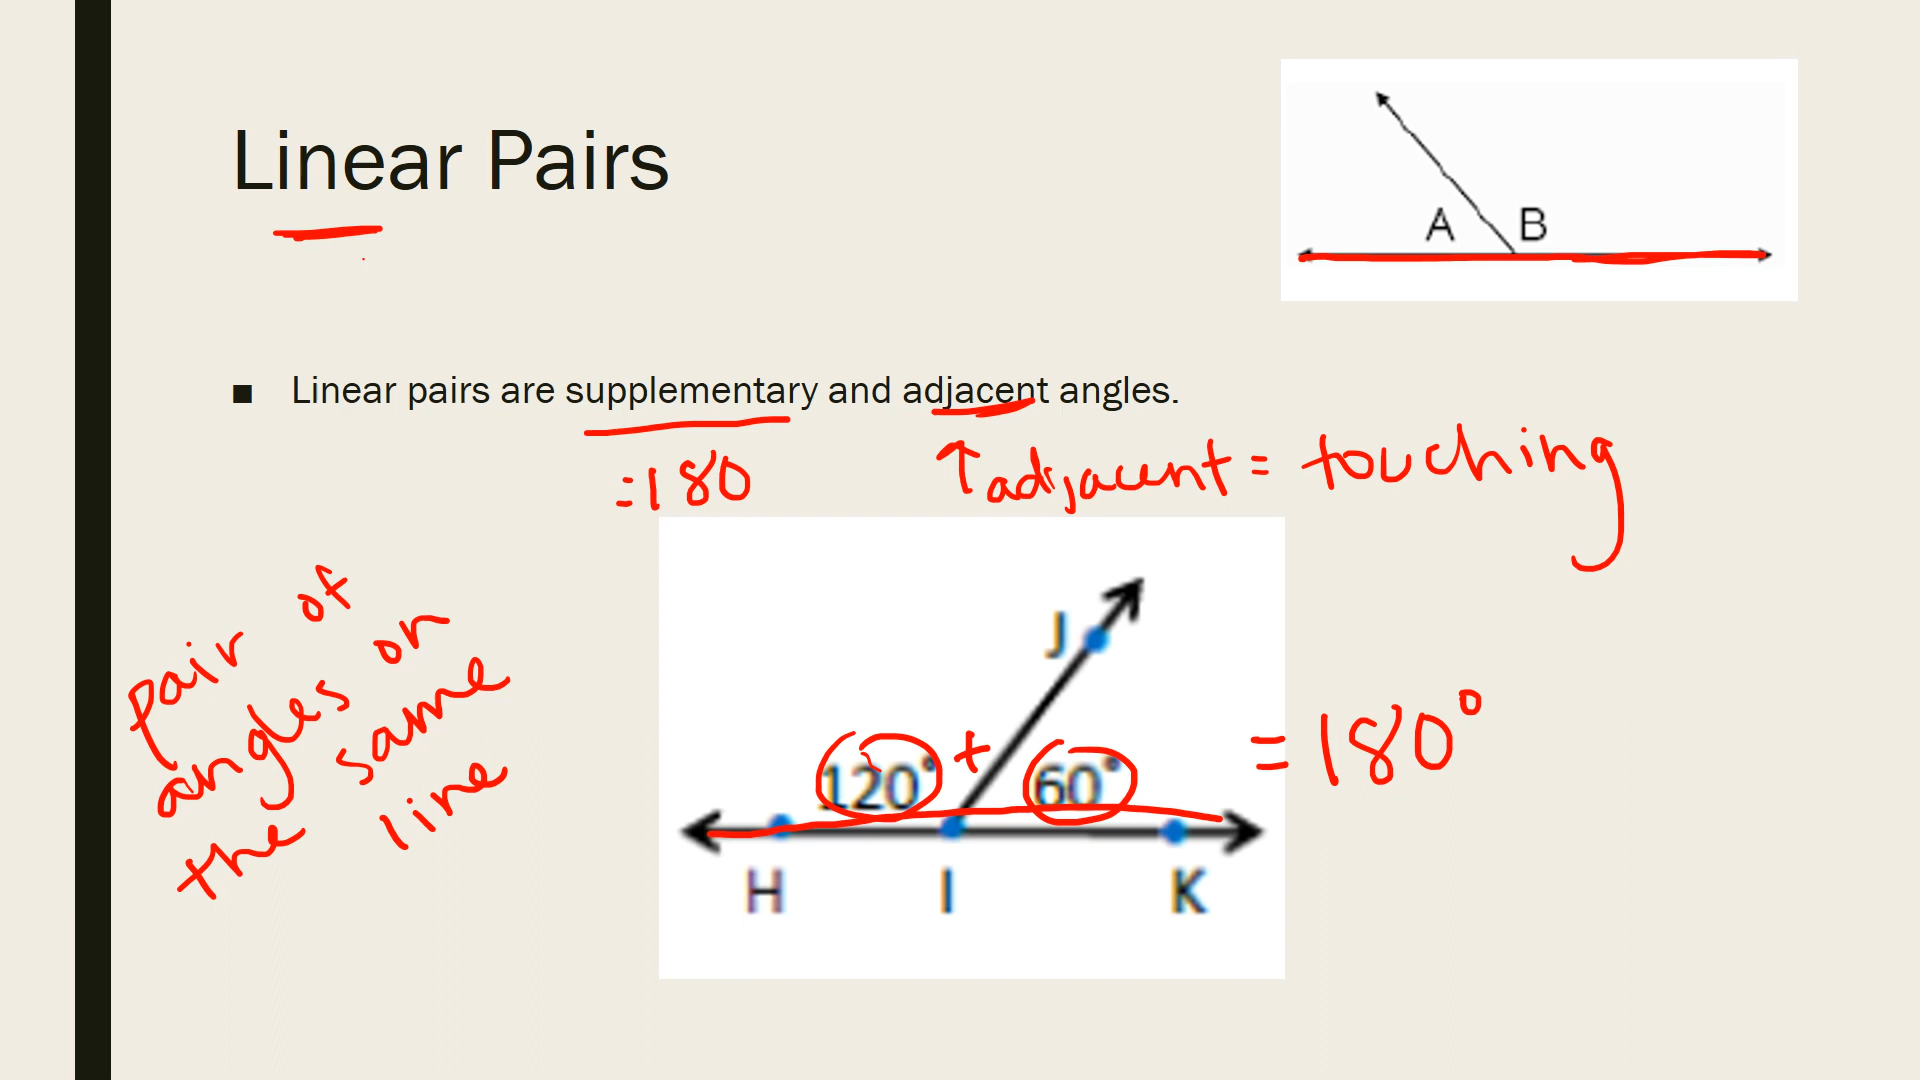 Linear Pairs
A B
■ Linear pairs are supplementary and adjacent angles.
=180
↑adjacent = touching
pair of
angles on
the same
line
J
120° + 60° = 180°
H I K